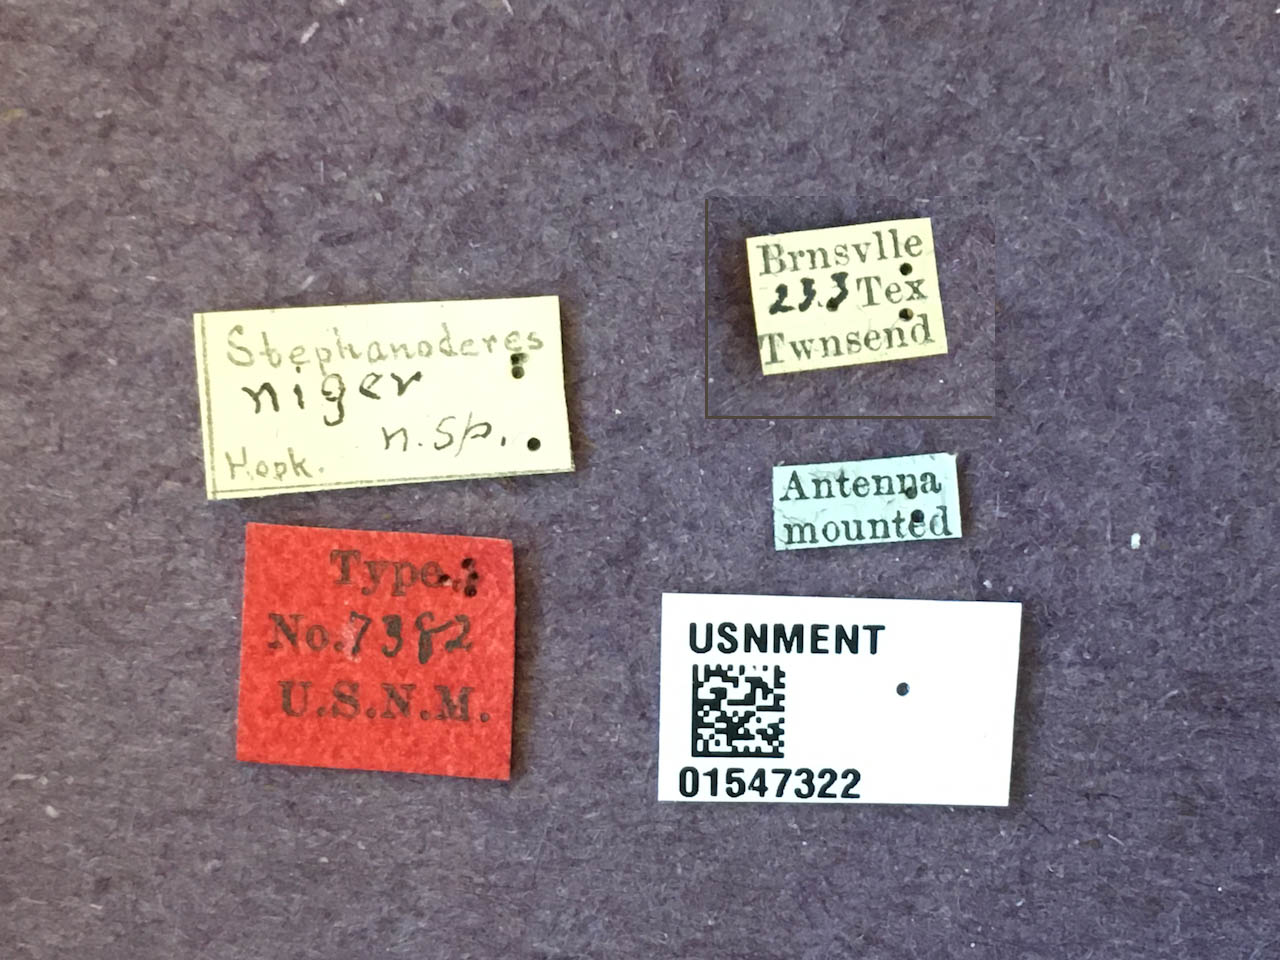 Brnsvlle
23.3 Tex
Twnsend
Stephanoderes
niger
n.sp.
Hopk.
Antenna
mounted
Type
No. 7382
U.S.N.M.
USNMENT
01547322